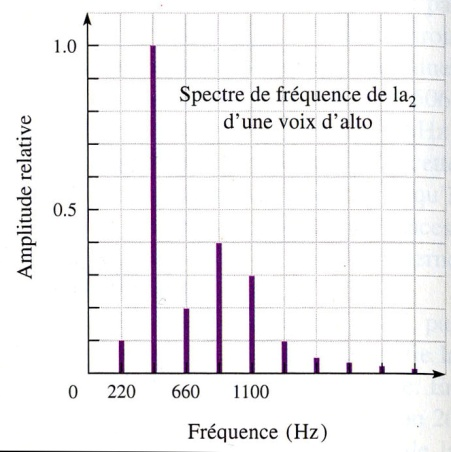 1.0
Spectre de fréquence de la2
d'une voix d'alto
Amplitude relative
0.5
0 220 660 1100
Fréquence (Hz)